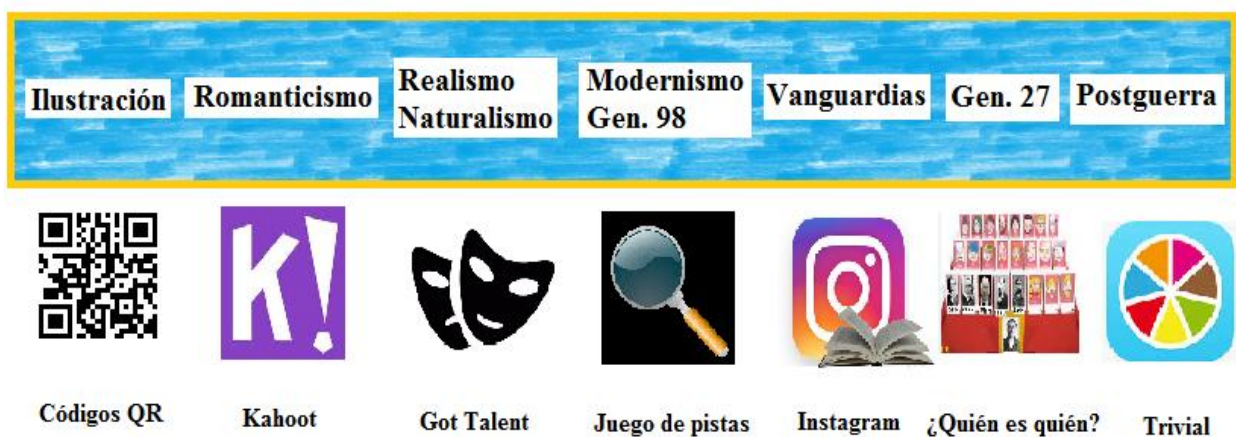 Ilustración
Romanticismo
Realismo
Naturalismo
Modernismo
Gen. 98
Vanguardias
Gen. 27
Postguerra
K!
Códigos QR
Kahoot
Got Talent
Juego de pistas
Instagram
¿Quién es quién?
Trivial